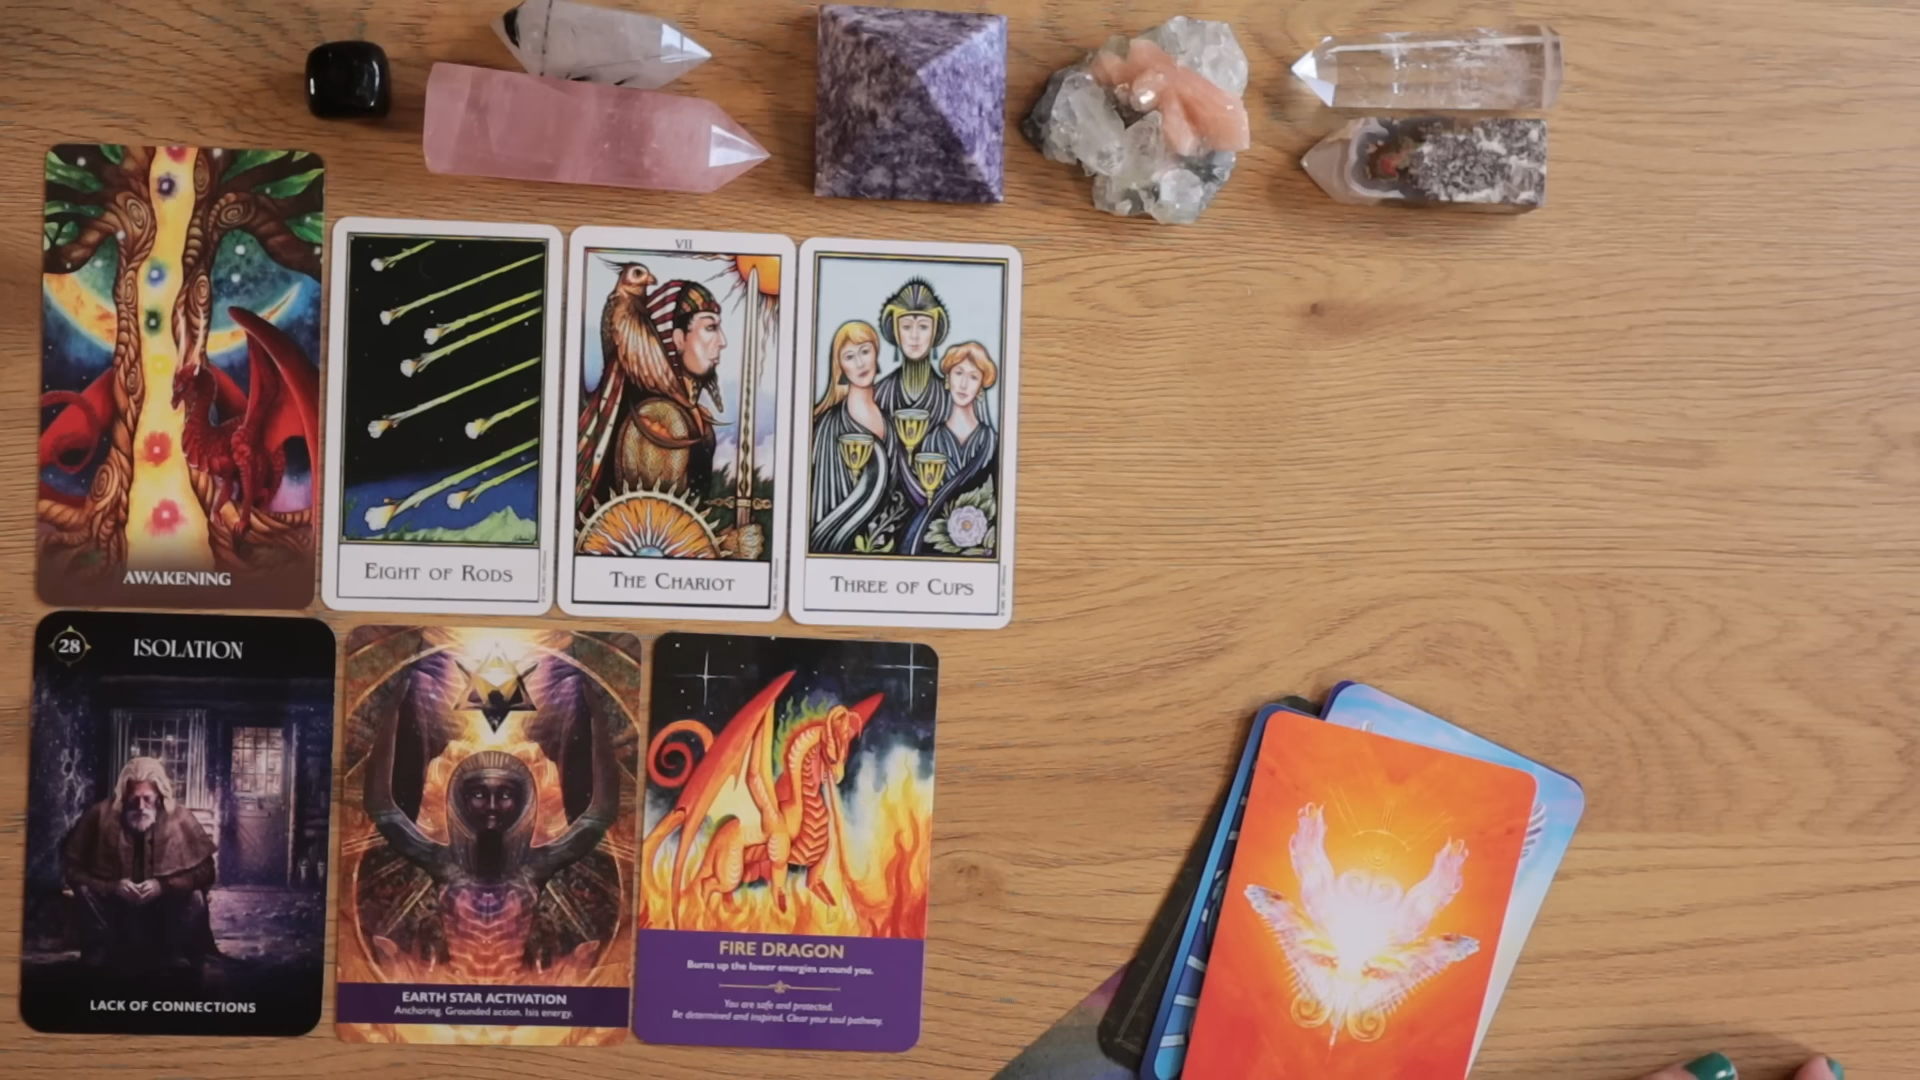 AWAKENING
EIGHT OF RODS
VII
THE CHARIOT
THREE OF CUPS
28
ISOLATION
LACK OF CONNECTIONS
EARTH STAR ACTIVATION
Anchoring. Grounded action. Isis energy.
FIRE DRAGON
Burns up the lower energies around you.
You are safe and protected.
Be determined and inspired. Clear your soul pathway.